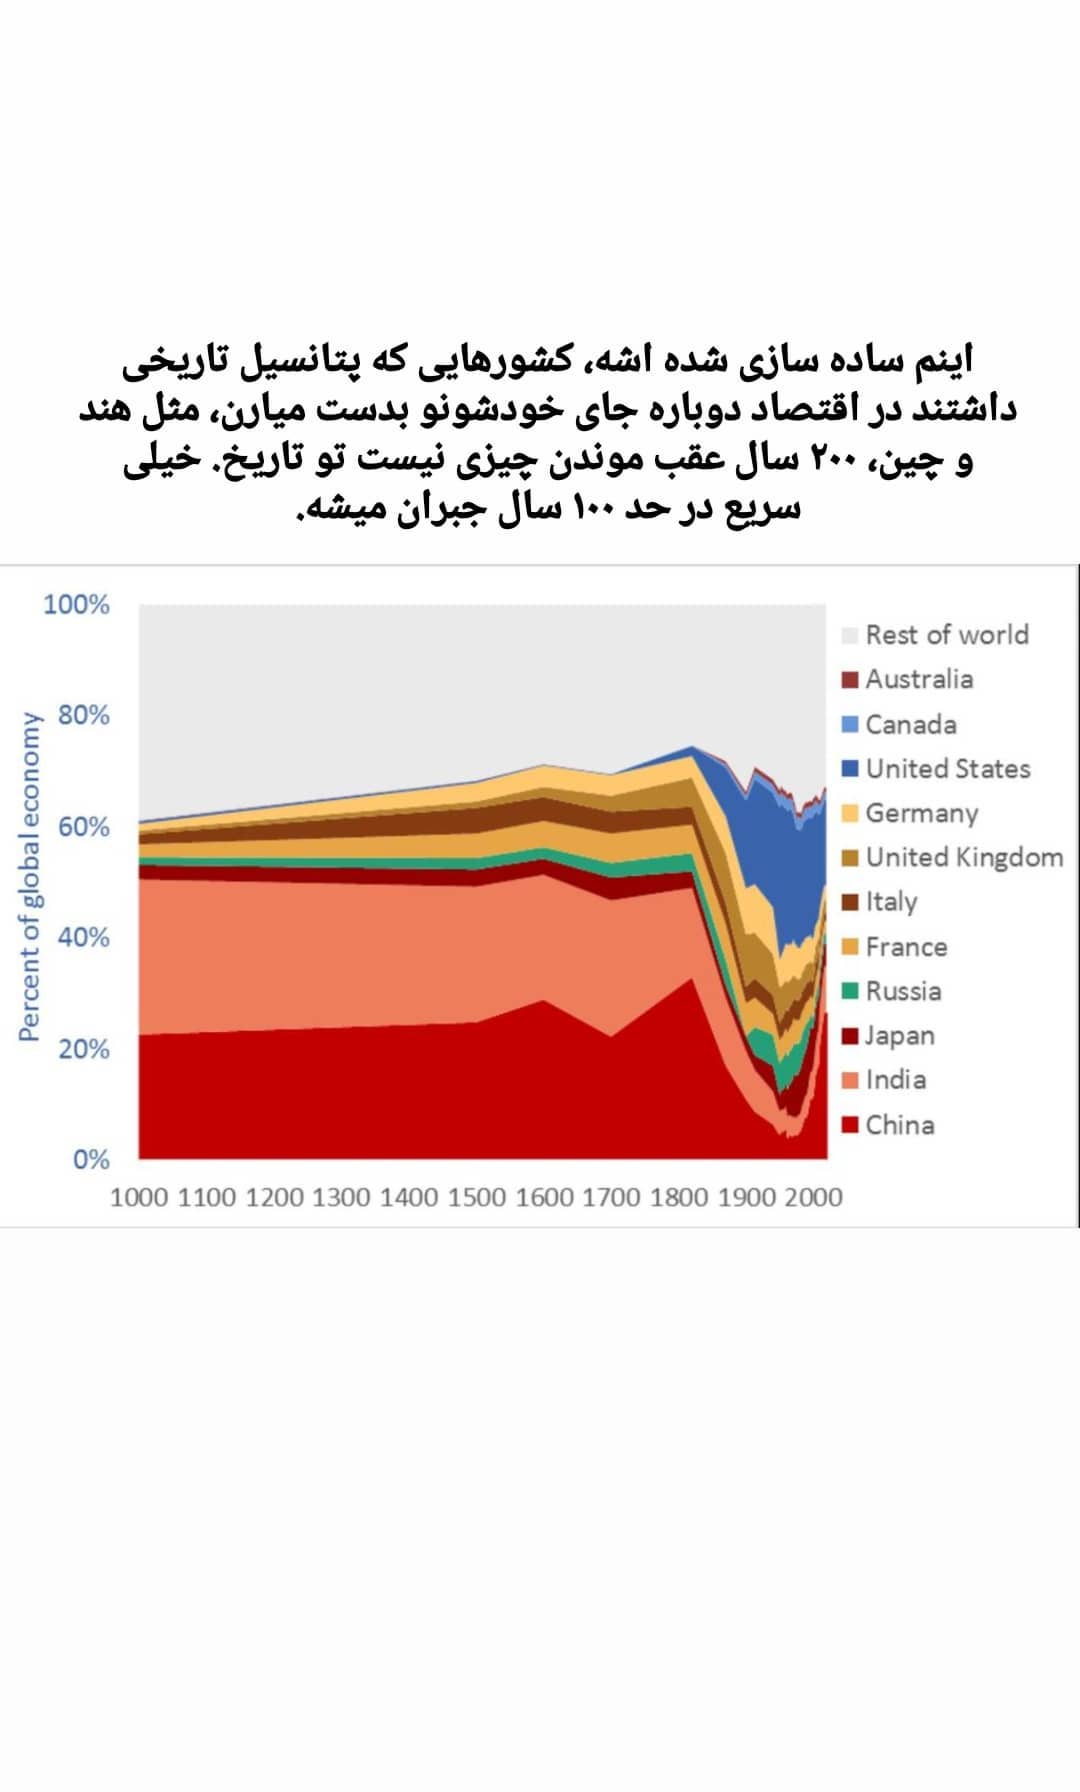 اینم ساده سازی شده اشه، کشورهایی که پتانسیل تاریخی
داشتند در اقتصاد دوباره جای خودشونو بدست میارن، مثل هند
و چین، ۲۰۰ سال عقب موندن چیزی نیست تو تاریخ. خیلی
سریع در حد ۱۰۰ سال جبران میشه.
Percent of global economy
100%
80%
60%
40%
20%
0%
1000 1100 1200 1300 1400 1500 1600 1700 1800 1900 2000
Rest of world
Australia
Canada
United States
Germany
United Kingdom
Italy
France
Russia
Japan
India
China